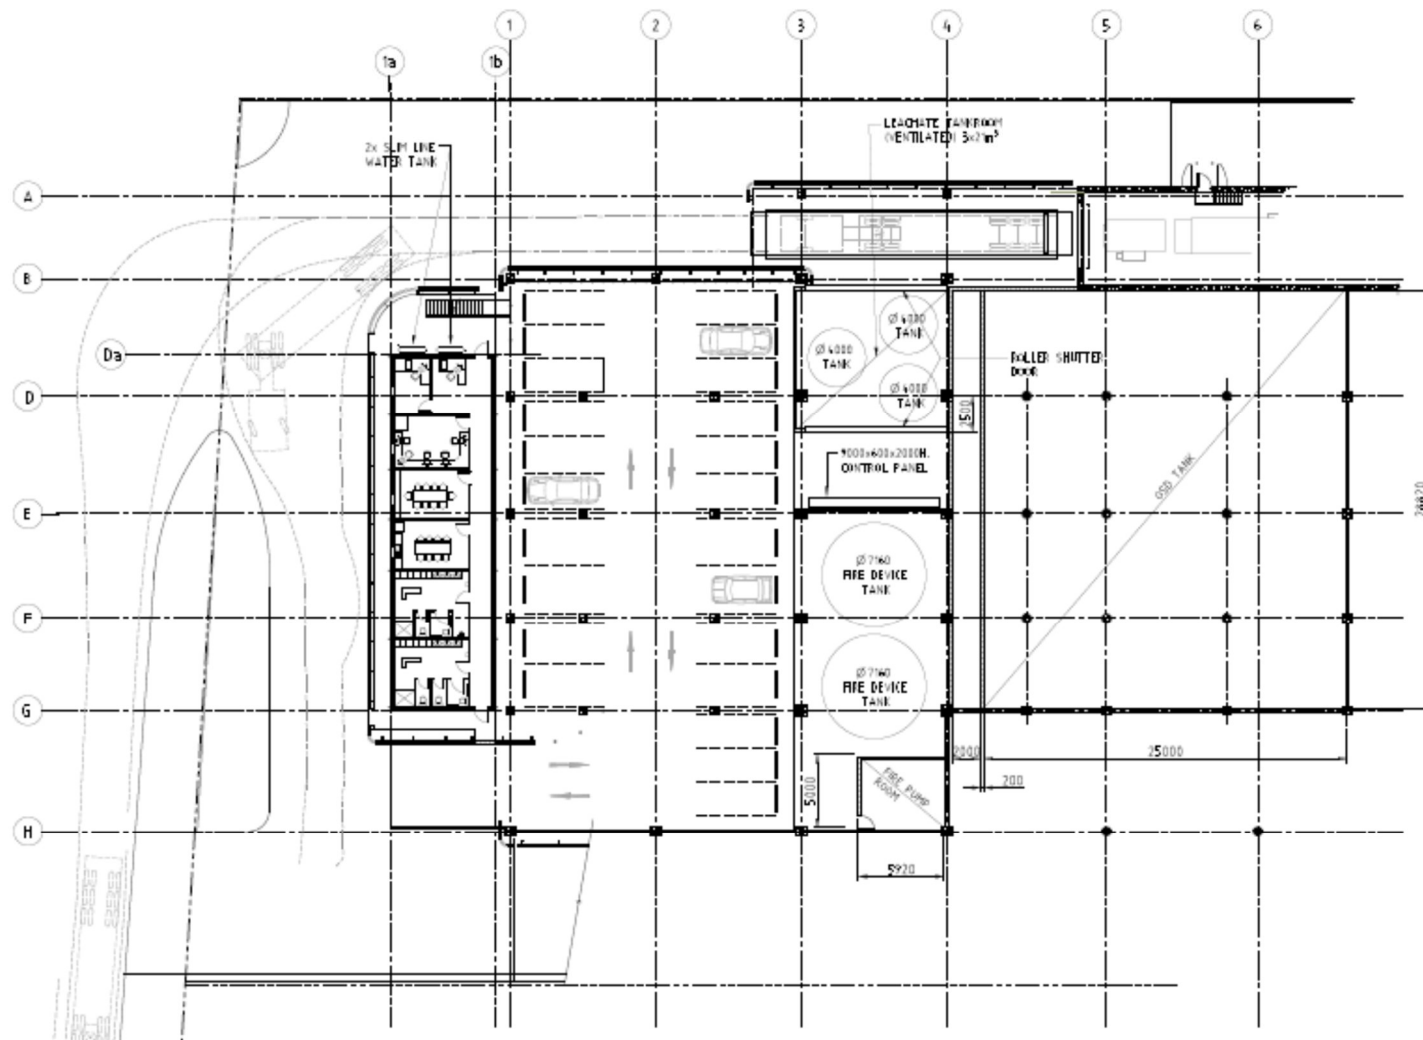 1
2
3
4
5
6
1a
1b
2x SLIM LINE
WATER TANK
LEACHATE TANKROOM
(VENTILATED) 3x21m³
A
B
Da
D
E
F
G
H
Ø 4000
TANK
Ø 4000
TANK
Ø 4000
TANK
ROLLER SHUTTER
DOOR
2500
9000x600x2000H.
CONTROL PANEL
OSD TANK
28820
Ø 7160
FIRE DEVICE
TANK
Ø 7160
FIRE DEVICE
TANK
2000
25000
200
5000
FIRE PUMP
ROOM
5920